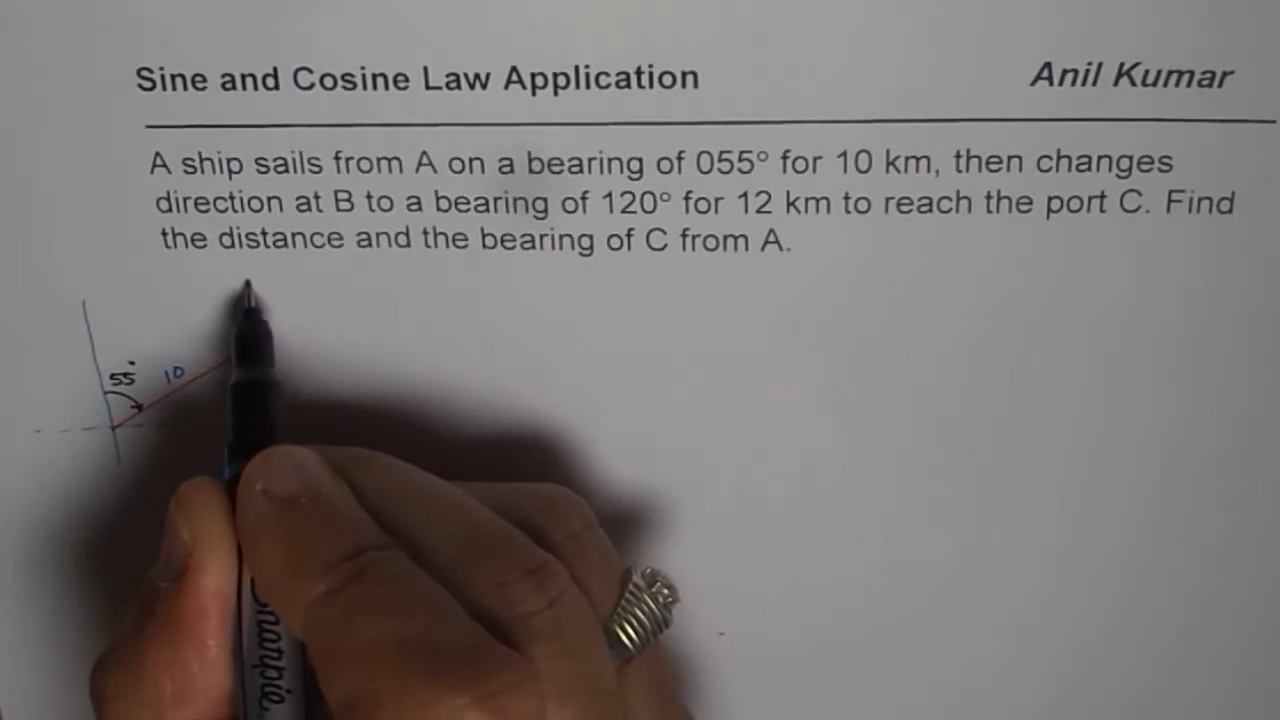 Sine and Cosine Law Application
Anil Kumar
A ship sails from A on a bearing of 055° for 10 km, then changes
direction at B to a bearing of 120° for 12 km to reach the port C. Find
the distance and the bearing of C from A.
55°
10